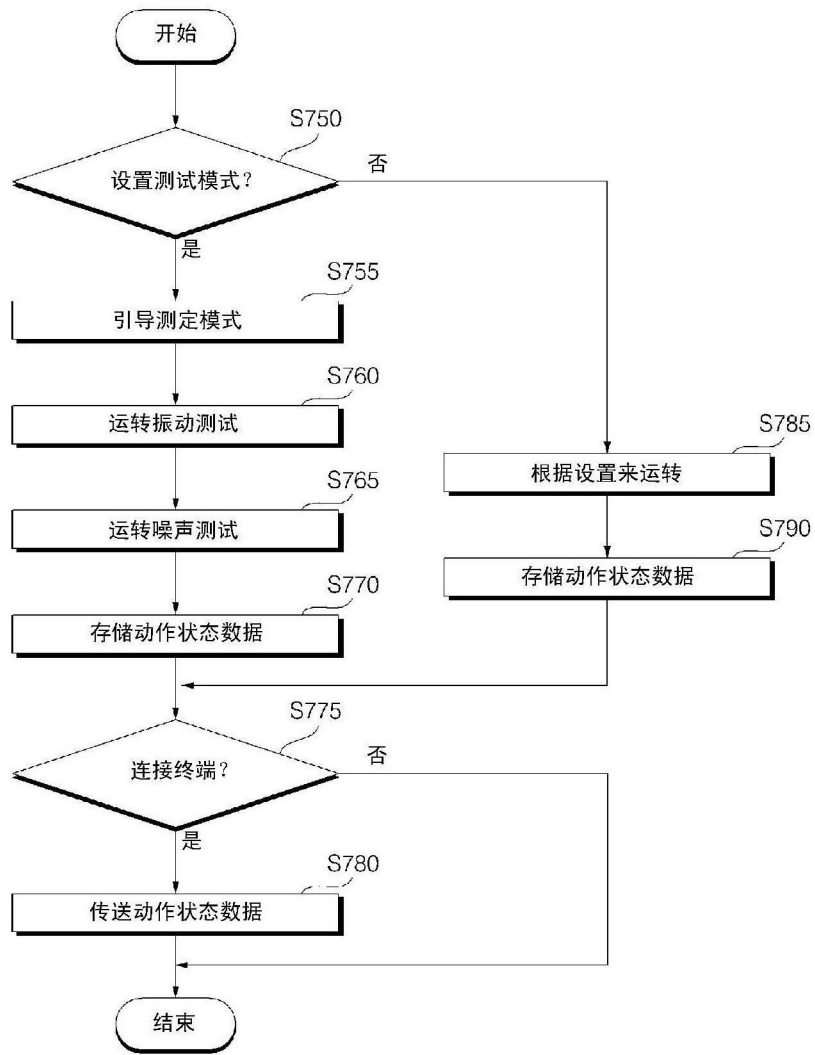 开始
S750
设置测试模式?
否
是
S755
引导测定模式
S760
运转振动测试
S785
根据设置来运转
S765
运转噪声测试
S790
存储动作状态数据
S770
存储动作状态数据
S775
连接终端?
否
是
S780
传送动作状态数据
结束